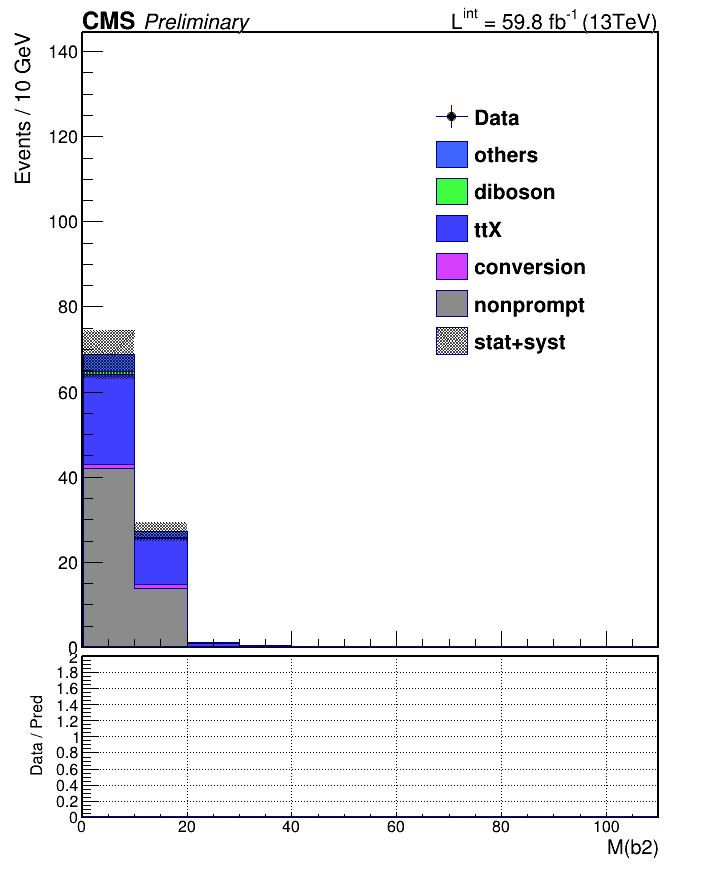 CMS Preliminary
L^int = 59.8 fb^-1 (13TeV)
Events / 10 GeV
140
120
100
80
60
40
20
0
Data
others
diboson
ttX
conversion
nonprompt
stat+syst
Data / Pred
2
1.8
1.6
1.4
1.2
1
0.8
0.6
0.4
0.2
0
0 20 40 60 80 100
M(b2)